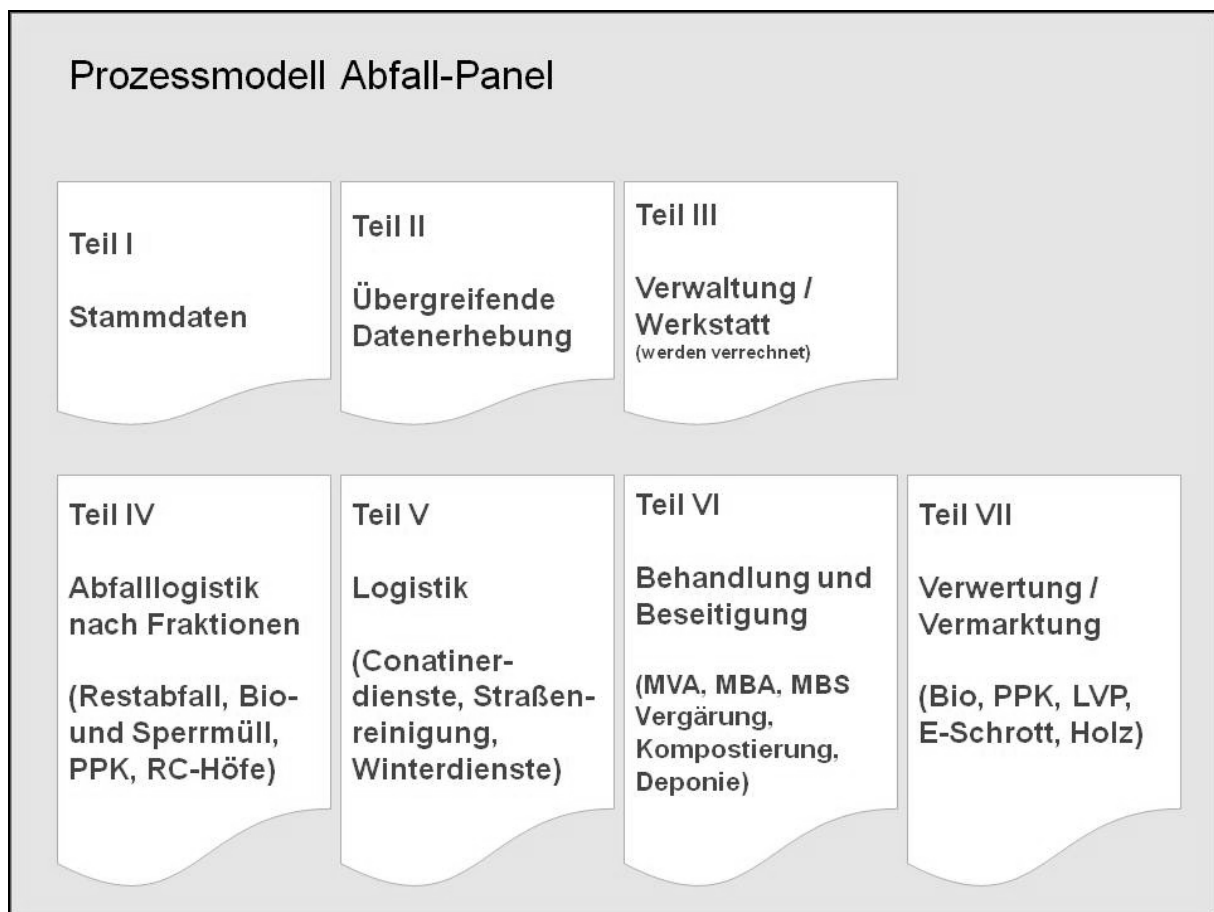 Prozessmodell Abfall-Panel
Teil I
Stammdaten
Teil II
Übergreifende
Datenerhebung
Teil III
Verwaltung /
Werkstatt
(werden verrechnet)
Teil IV
Abfalllogistik
nach Fraktionen
(Restabfall, Bio-
und Sperrmüll,
PPK, RC-Höfe)
Teil V
Logistik
(Conatiner-
dienste, Straßen-
reinigung,
Winterdienste)
Teil VI
Behandlung und
Beseitigung
(MVA, MBA, MBS
Vergärung,
Kompostierung,
Deponie)
Teil VII
Verwertung /
Vermarktung
(Bio, PPK, LVP,
E-Schrott, Holz)